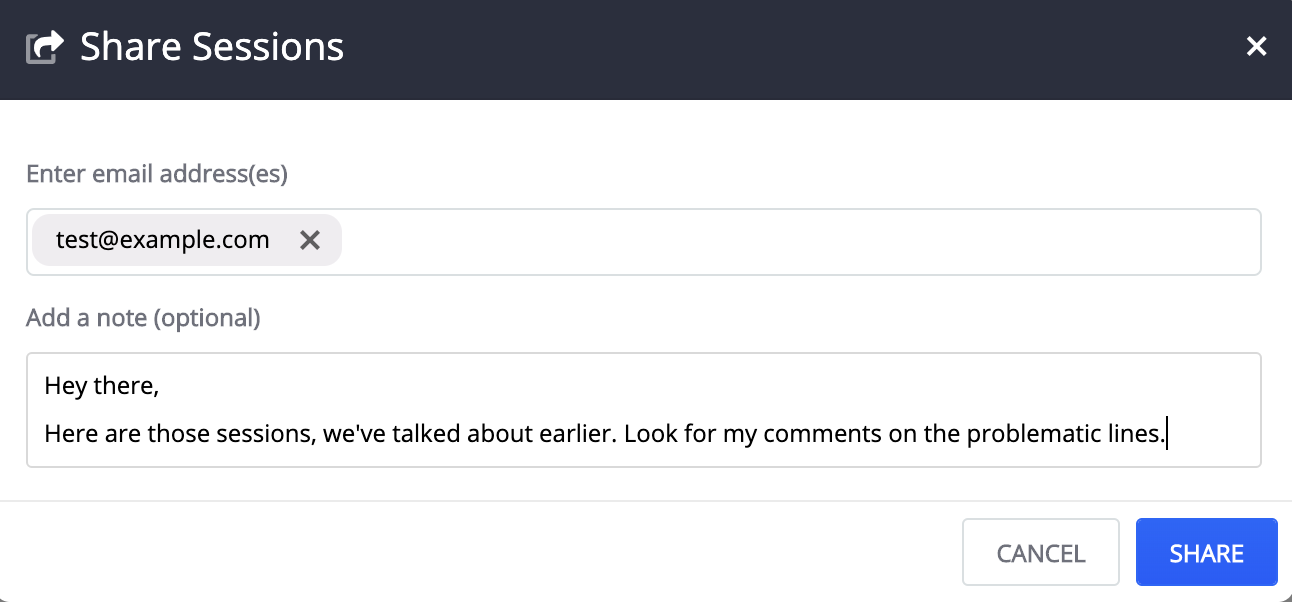 Share Sessions
Enter email address(es)
test@example.com
Add a note (optional)
Hey there,
Here are those sessions, we've talked about earlier. Look for my comments on the problematic lines.
CANCEL
SHARE